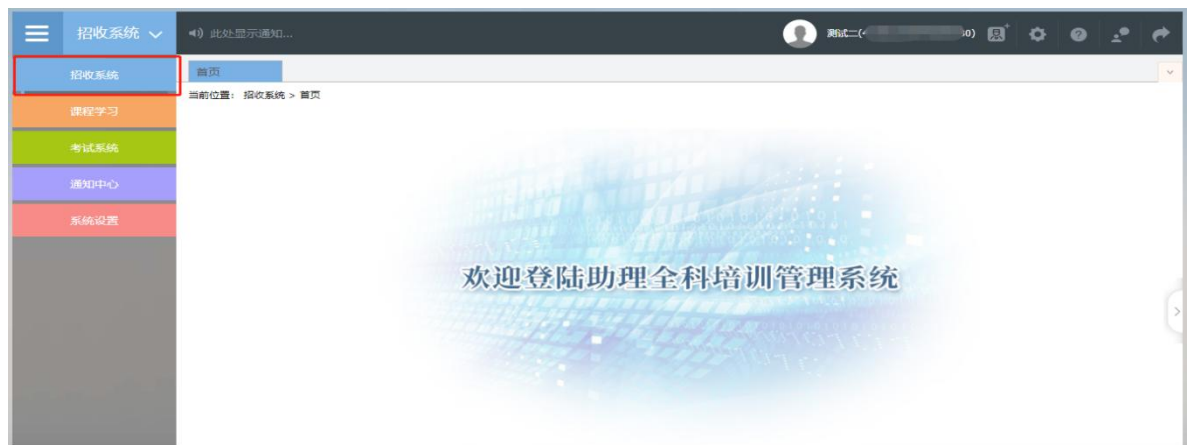 招收系统
此处显示通知...
测试二(
招收系统
首页
当前位置： 招收系统 > 首页
课程学习
考试系统
通知中心
系统设置
欢迎登陆助理全科培训管理系统